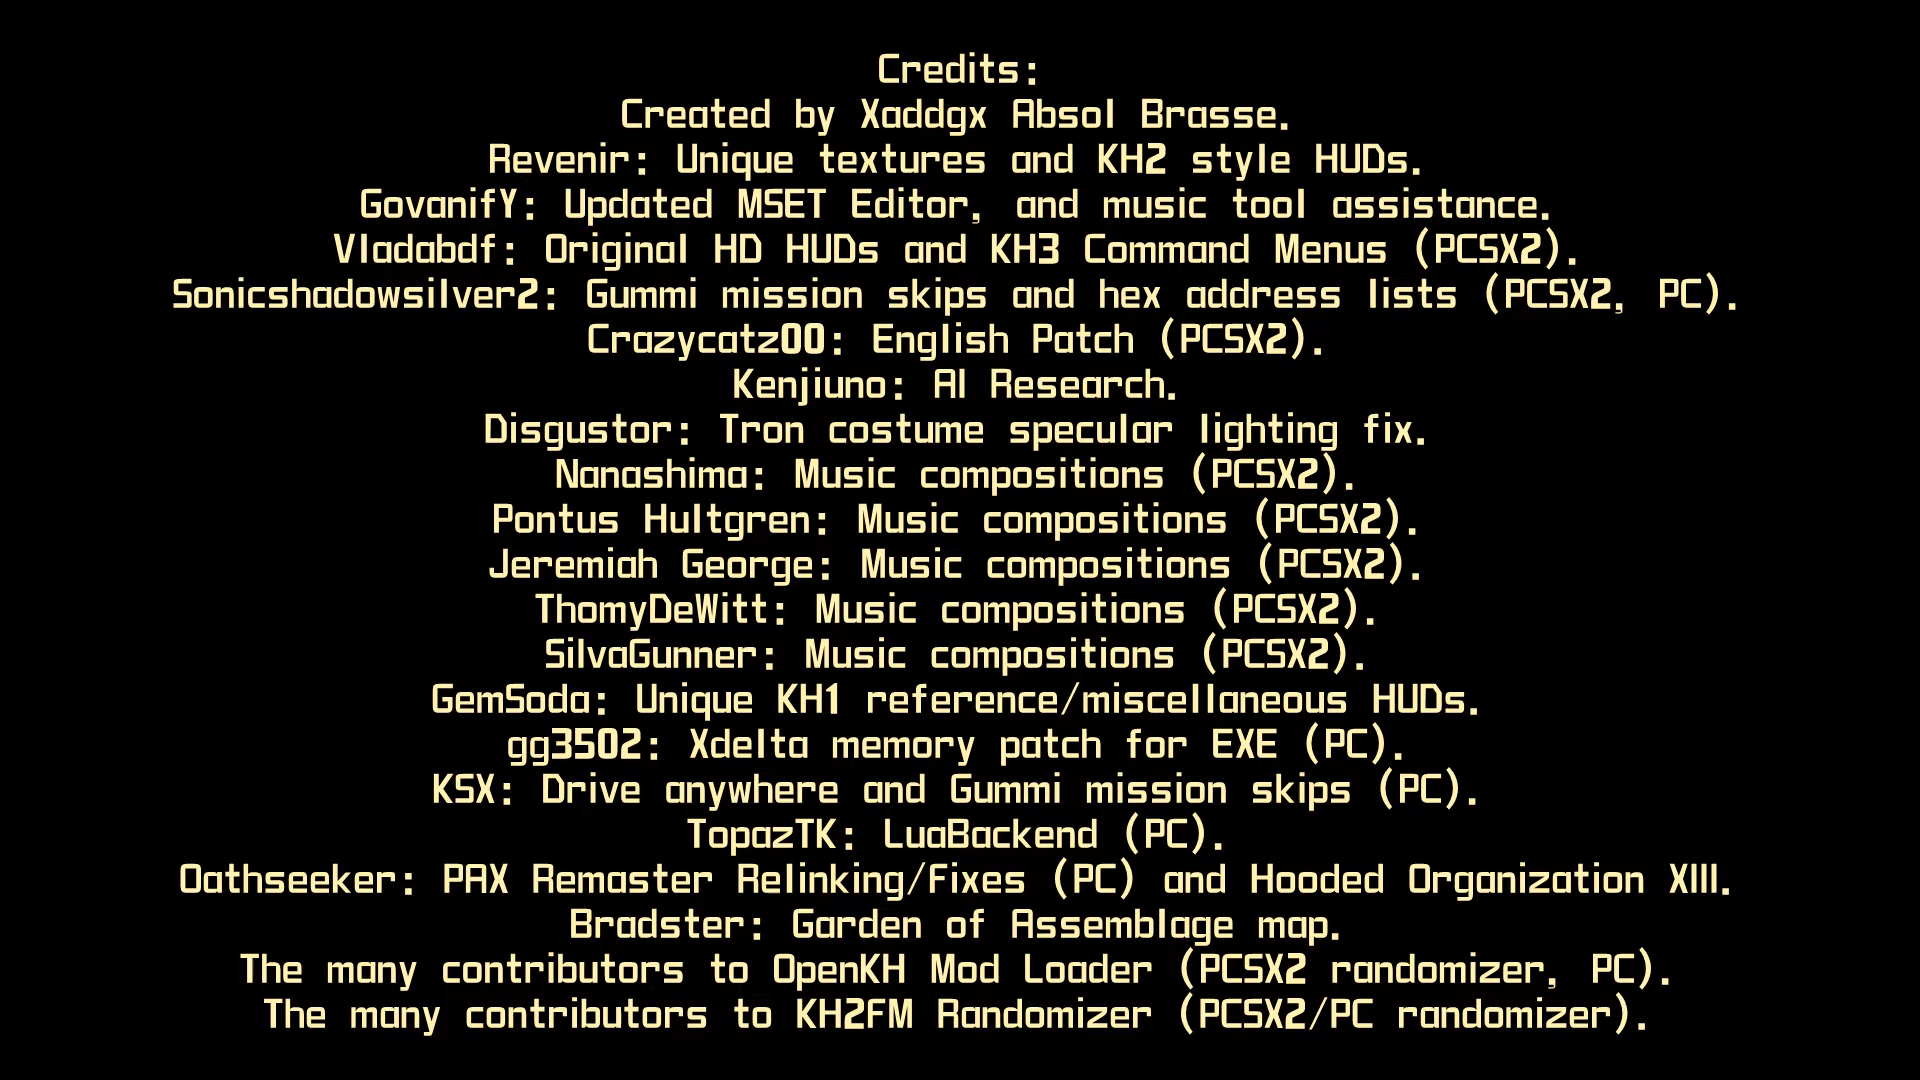 Credits:
Created by Xaddgx Absol Brasse.
Revenir: Unique textures and KH2 style HUDs.
GovanifY: Updated MSET Editor, and music tool assistance.
Vladabdf: Original HD HUDs and KH3 Command Menus (PCSX2).
Sonicshadowsilver2: Gummi mission skips and hex address lists (PCSX2, PC).
Crazycatz00: English Patch (PCSX2).
Kenjiuno: AI Research.
Disgustor: Tron costume specular lighting fix.
Nanashima: Music compositions (PCSX2).
Pontus Hultgren: Music compositions (PCSX2).
Jeremiah George: Music compositions (PCSX2).
ThomyDeWitt: Music compositions (PCSX2).
SilvaGunner: Music compositions (PCSX2).
GemSoda: Unique KH1 reference/miscellaneous HUDs.
gg3502: Xdelta memory patch for EXE (PC).
KSX: Drive anywhere and Gummi mission skips (PC).
TopazTK: LuaBackend (PC).
Oathseeker: PAX Remaster Relinking/Fixes (PC) and Hooded Organization XIII.
Bradster: Garden of Assemblage map.
The many contributors to OpenKH Mod Loader (PCSX2 randomizer, PC).
The many contributors to KH2FM Randomizer (PCSX2/PC randomizer).